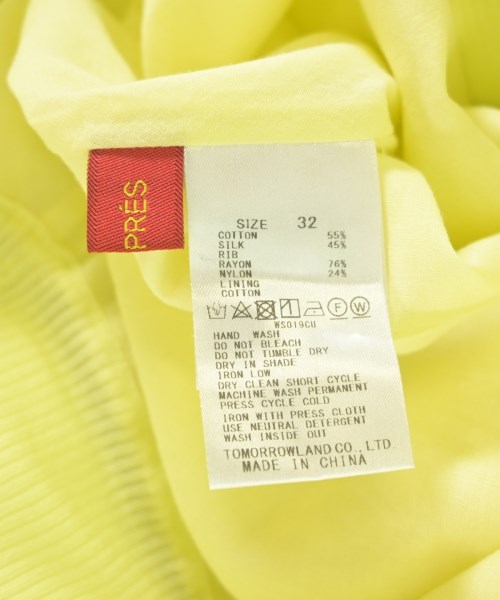 PRÉS
SIZE 32
COTTON 55%
SILK 45%
RIB
RAYON 76%
NYLON 24%
LINING
COTTON
F W
WS019CU
HAND WASH
DO NOT BLEACH
DO NOT TUMBLE DRY
DRY IN SHADE
IRON LOW
DRY CLEAN SHORT CYCLE
MACHINE WASH PERMANENT
PRESS CYCLE COLD
IRON WITH PRESS CLOTH
USE NEUTRAL DETERGENT
WASH INSIDE OUT
TOMORROWLAND CO., LTD.
MADE IN CHINA